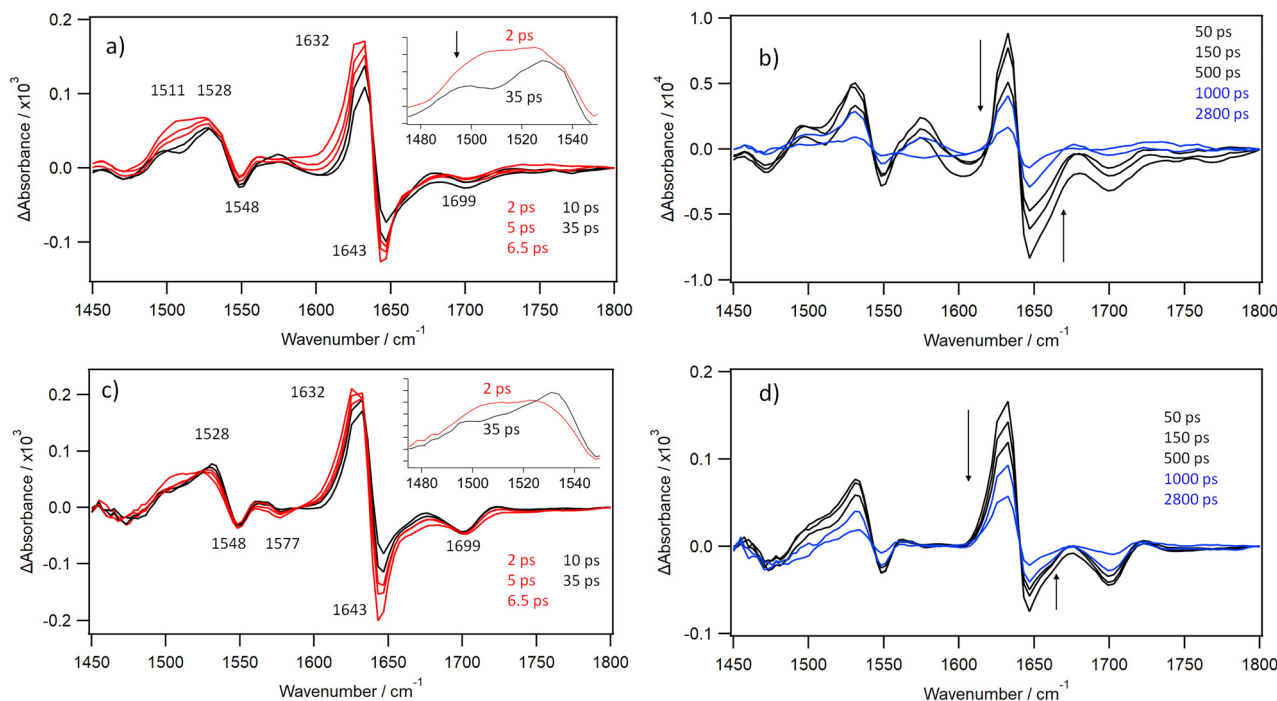 a)
ΔAbsorbance / x10³
0.2
0.1
0.0
-0.1
1632
1511 1528
1548
1643
1699
2 ps
35 ps
1480 1500 1520 1540
2 ps 10 ps
5 ps 35 ps
6.5 ps
1450 1500 1550 1600 1650 1700 1750 1800
Wavenumber / cm⁻¹
b)
ΔAbsorbance / x10⁴
1.0
0.5
0.0
-0.5
-1.0
50 ps
150 ps
500 ps
1000 ps
2800 ps
1450 1500 1550 1600 1650 1700 1750 1800
Wavenumber / cm⁻¹
c)
ΔAbsorbance / x10³
0.2
0.1
0.0
0.1
0.2
1632
1528
1548 1577
1643
1699
2 ps
35 ps
1480 1500 1520 1540
2 ps 10 ps
5 ps 35 ps
6.5 ps
1450 1500 1550 1600 1650 1700 1750 1800
Wavenumber / cm⁻¹
d)
ΔAbsorbance / x10³
0.2
0.1
0.0
-0.1
50 ps
150 ps
500 ps
1000 ps
2800 ps
1450 1500 1550 1600 1650 1700 1750 1800
Wavenumber / cm⁻¹